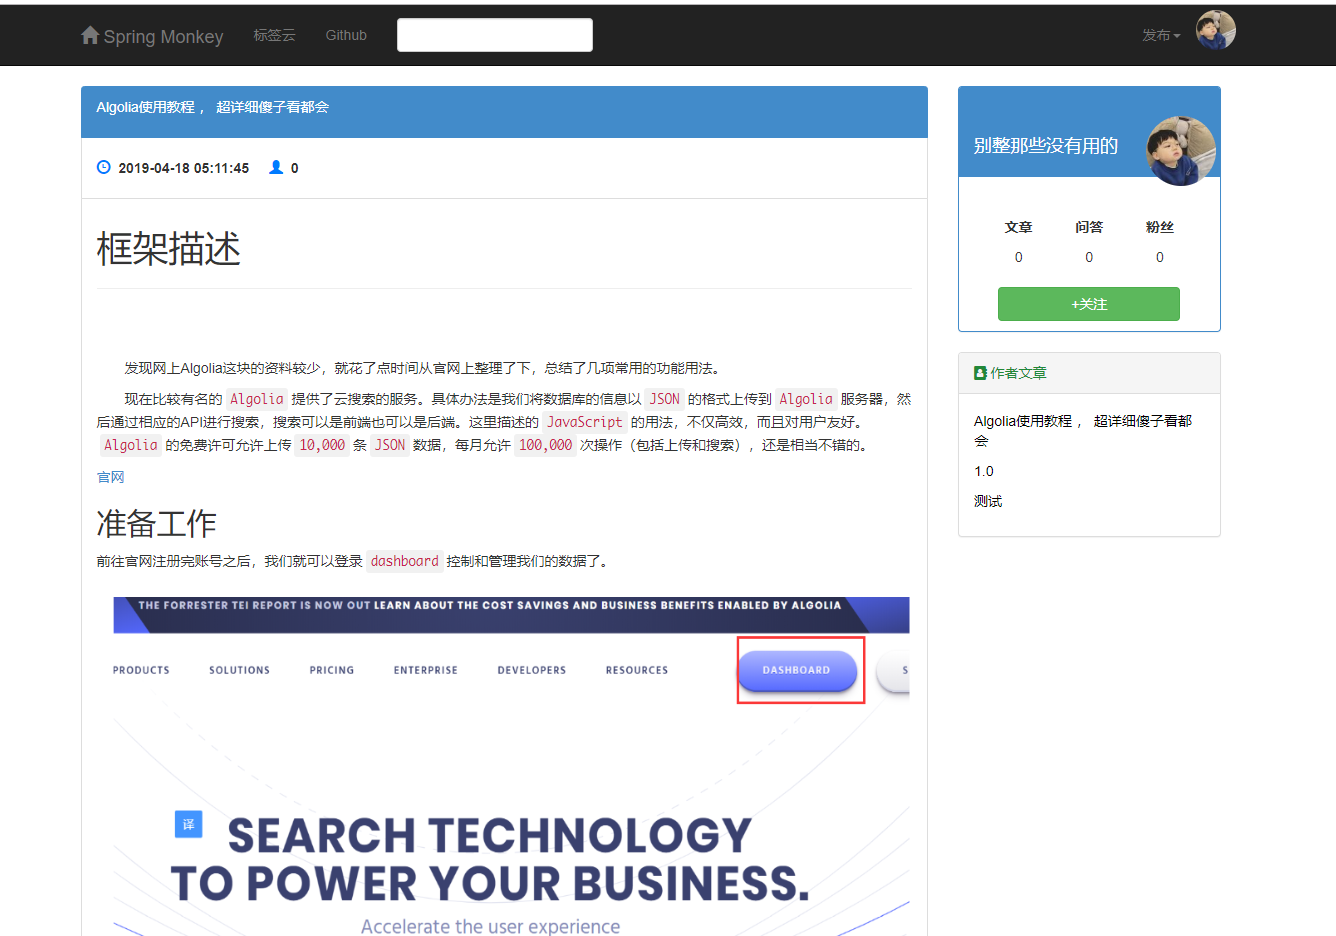 Spring Monkey 标签云 Github 发布
Algolia使用教程， 超详细傻子看都会
2019-04-18 05:11:45 0
框架描述
发现网上Algolia这块的资料较少，就花了点时间从官网上整理了下，总结了几项常用的功能用法。
现在比较有名的 Algolia 提供了云搜索的服务。具体办法是我们将数据库的信息以 JSON 的格式上传到 Algolia 服务器，然
后通过相应的API进行搜索，搜索可以是前端也可以是后端。这里描述的 JavaScript 的用法，不仅高效，而且对用户友好。
Algolia 的免费许可允许上传 10,000 条 JSON 数据，每月允许 100,000 次操作（包括上传和搜索），还是相当不错的。
官网
准备工作
前往官网注册完账号之后，我们就可以登录 dashboard 控制和管理我们的数据了。
THE FORRESTER TEI REPORT IS NOW OUT LEARN ABOUT THE COST SAVINGS AND BUSINESS BENEFITS ENABLED BY ALGOLIA
PRODUCTS SOLUTIONS PRICING ENTERPRISE DEVELOPERS RESOURCES DASHBOARD S
译
SEARCH TECHNOLOGY
TO POWER YOUR BUSINESS.
Accelerate the user experience
别整那些没有用的
文章 问答 粉丝
0 0 0
+关注
作者文章
Algolia使用教程， 超详细傻子看都
会
1.0
测试